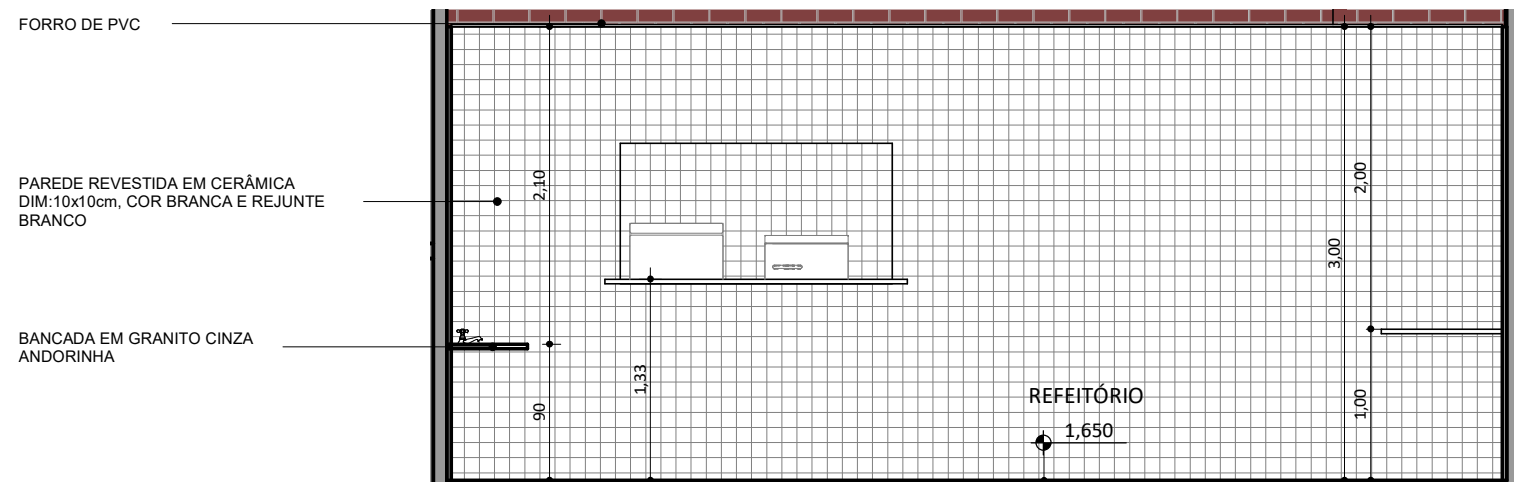 FORRO DE PVC
PAREDE REVESTIDA EM CERÂMICA
DIM:10x10cm, COR BRANCA E REJUNTE
BRANCO
BANCADA EM GRANITO CINZA
ANDORINHA
2,10
90
1,33
REFEITÓRIO
1,650
3,00
2,00
1,00